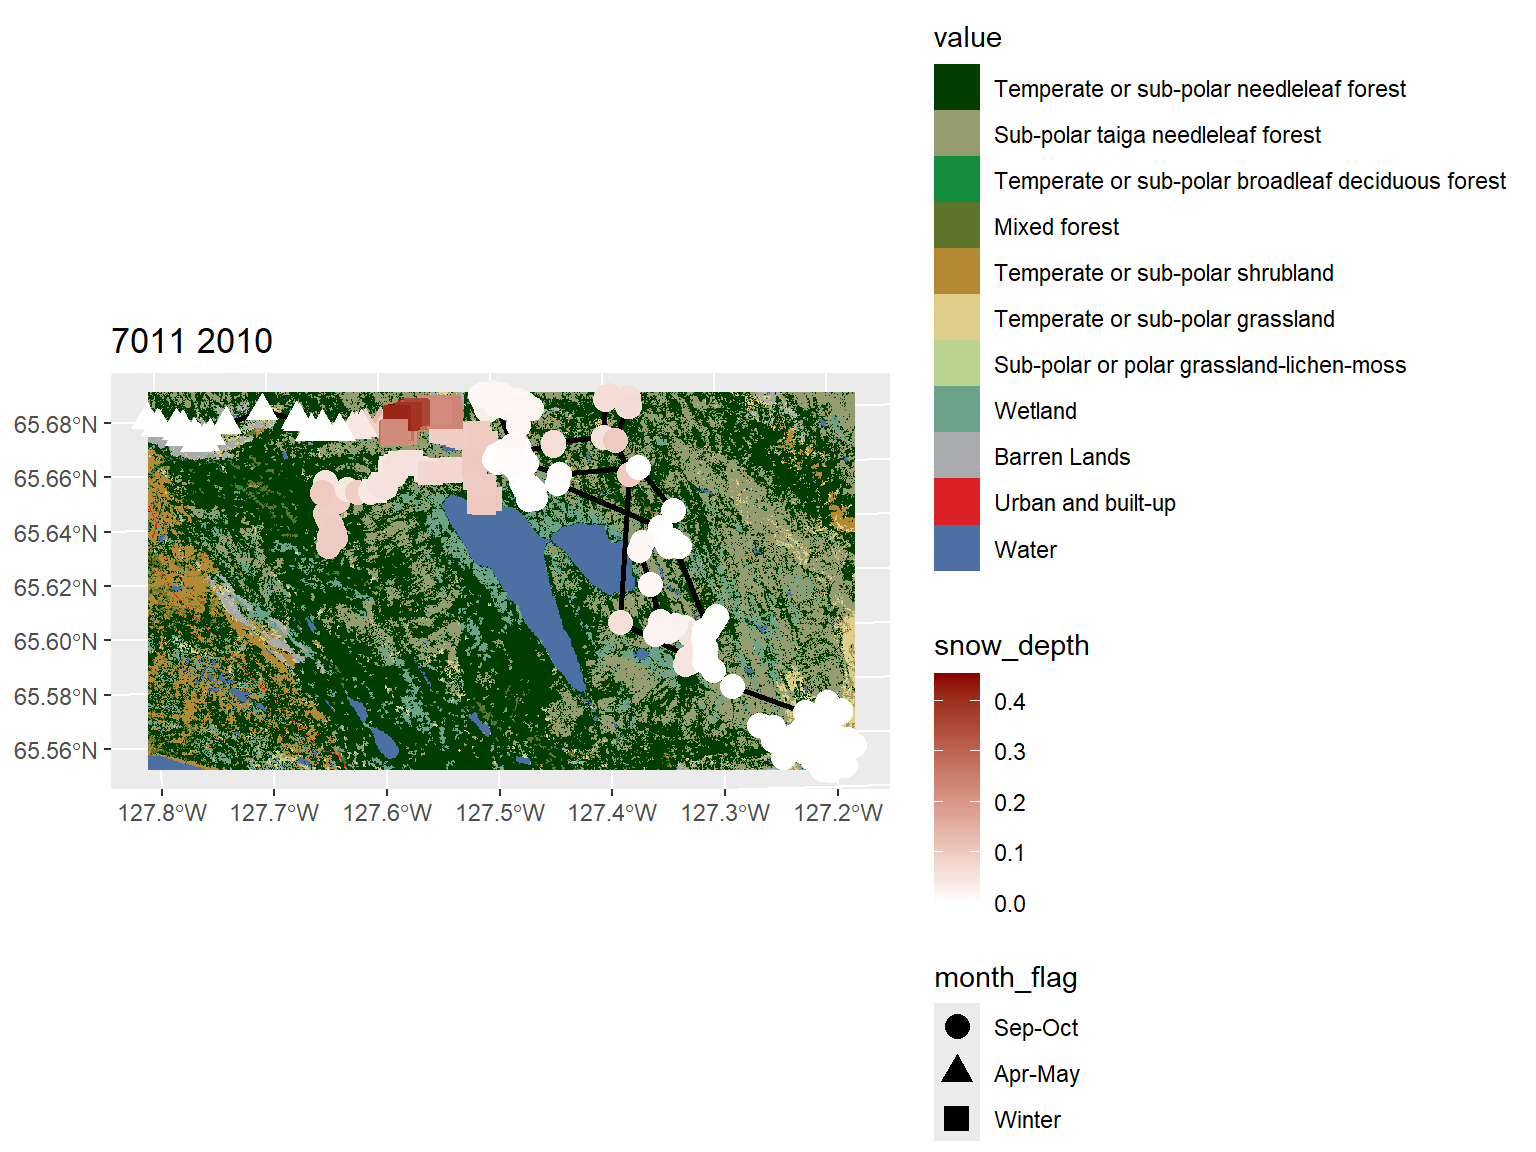 7011 2010
65.68°N
65.66°N
65.64°N
65.62°N
65.60°N
65.58°N
65.56°N
127.8°W 127.7°W 127.6°W 127.5°W 127.4°W 127.3°W 127.2°W
value
Temperate or sub-polar needleleaf forest
Sub-polar taiga needleleaf forest
Temperate or sub-polar broadleaf deciduous forest
Mixed forest
Temperate or sub-polar shrubland
Temperate or sub-polar grassland
Sub-polar or polar grassland-lichen-moss
Wetland
Barren Lands
Urban and built-up
Water
snow_depth
0.4
0.3
0.2
0.1
0.0
month_flag
Sep-Oct
Apr-May
Winter